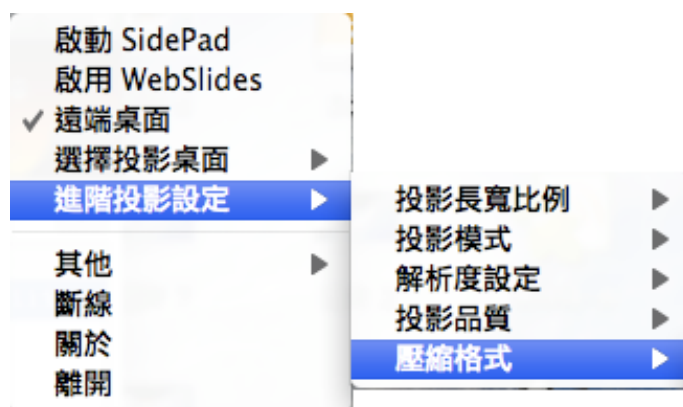 啟動 SidePad
啟用 WebSlides
遠端桌面
選擇投影桌面
進階投影設定
其他
斷線
關於
離開
投影長寬比例
投影模式
解析度設定
投影品質
壓縮格式